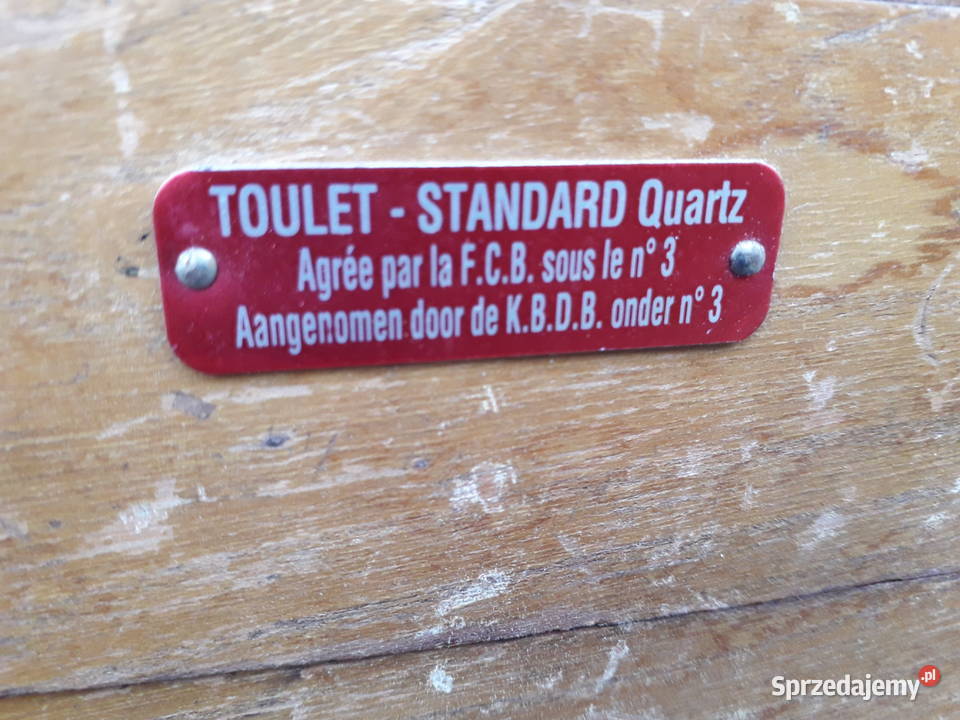 TOULET - STANDARD Quartz
Agrée par la F.C.B. sous le n° 3
Aangenomen door de K.B.D.B. onder n° 3
Sprzedajemy.pl